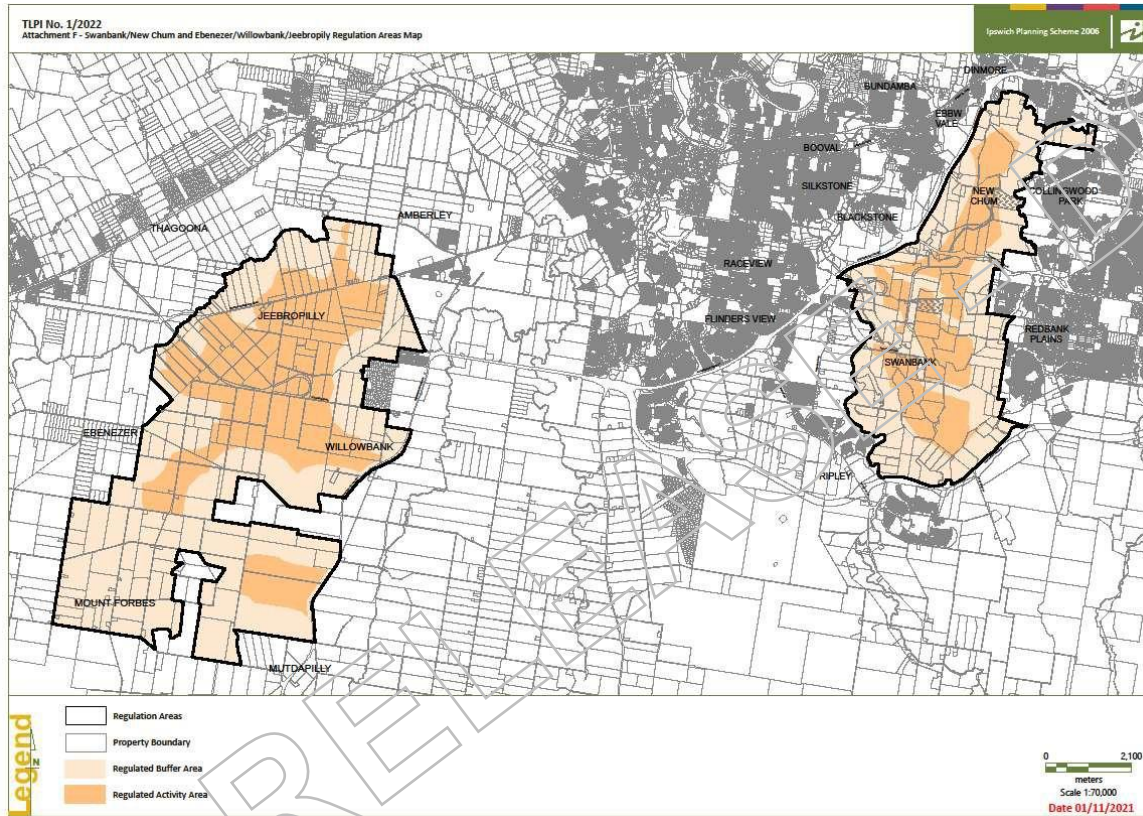 TLPI No. 1/2022
Attachment F - Swanbank/New Chum and Ebenezer/Willowbank/Jeebropily Regulation Areas Map
Ipswich Planning Scheme 2006
DINMORE
BUNDAMBA
EBBW
VALE
BOOVAL
SILKSTONE
NEW
CHUM
COLLINGWOOD
PARK
AMBERLEY
BLACKSTONE
THAGOONA
RACEVIEW
JEEBROPILLY
FLINDERS VIEW
REDBANK
PLAINS
SWANBANK
EBENEZER
WILLOWBANK
RIPLEY
MOUNT FORBES
MUTDAPILLY
RELEASED
Legend
N
Regulation Areas
Property Boundary
Regulated Buffer Area
Regulated Activity Area
0 2,100
meters
Scale 1:70,000
Date 01/11/2021